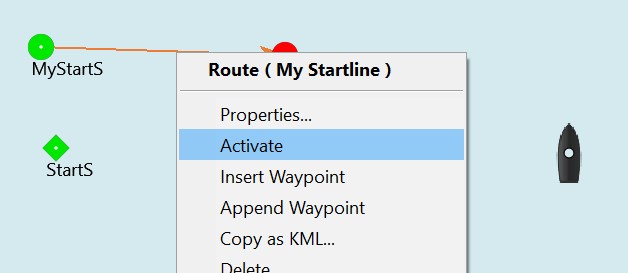 MyStartS
StartS
Route ( My Startline )
Properties...
Activate
Insert Waypoint
Append Waypoint
Copy as KML...
Delete